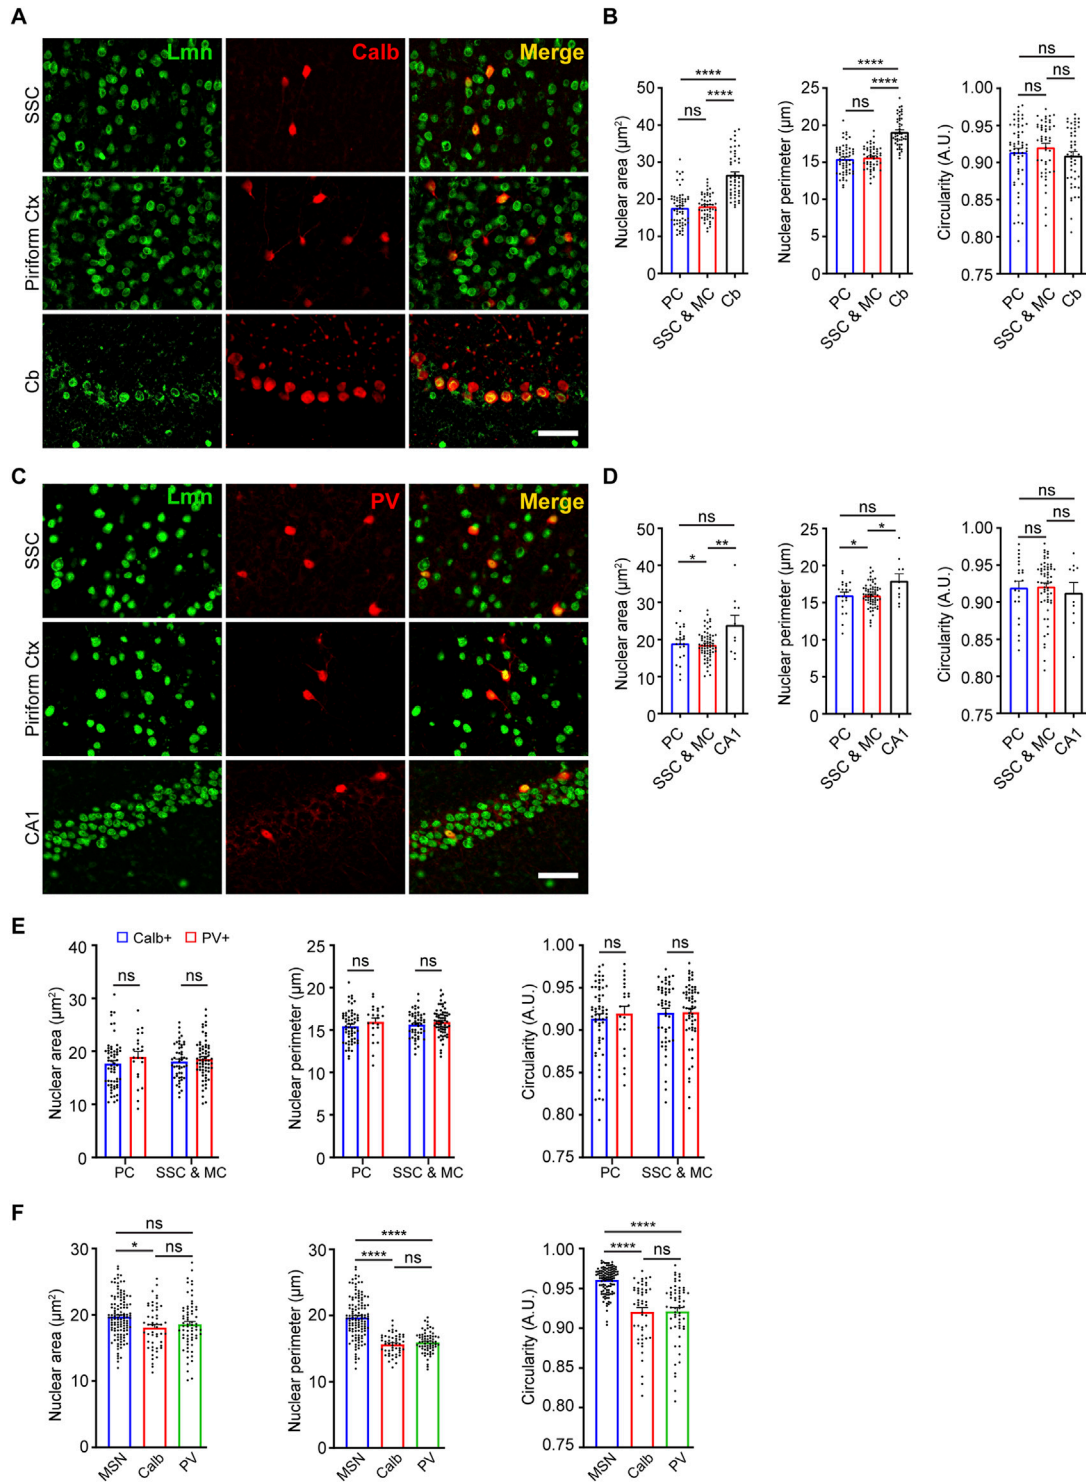 A
Lmn Calb Merge
SSC
Piriform Ctx
Cb
B
**** **** ns
**** **** ns
ns ns ns
Nuclear area (µm²)
50
40
30
20
10
0
PC SSC & MC Cb
Nuclear perimeter (µm)
25
20
15
10
5
0
PC SSC & MC Cb
Circularity (A.U.)
1.00
0.95
0.90
0.85
0.80
0.75
PC SSC & MC Cb
C
Lmn PV Merge
SSC
Piriform Ctx
CA1
D
ns ns ns
* ** * * ns ns
Nuclear area (µm²)
50
40
30
20
10
0
PC SSC & MC CA1
Nuclear perimeter (µm)
25
20
15
10
5
0
PC SSC & MC CA1
Circularity (A.U.)
1.00
0.95
0.90
0.85
0.80
0.75
PC SSC & MC CA1
E
Calb+ PV+
ns ns ns ns ns ns
Nuclear area (µm²)
40
30
20
10
0
PC SSC & MC
Nuclear perimeter (µm)
25
20
15
10
5
0
PC SSC & MC
Circularity (A.U.)
1.00
0.95
0.90
0.85
0.80
0.75
PC SSC & MC
F
ns **** ****
* ns **** ns **** ns
Nuclear area (µm²)
30
20
10
0
MSN Calb PV
Nuclear perimeter (µm)
30
20
10
0
MSN Calb PV
Circularity (A.U.)
1.00
0.95
0.90
0.85
0.80
0.75
MSN Calb PV